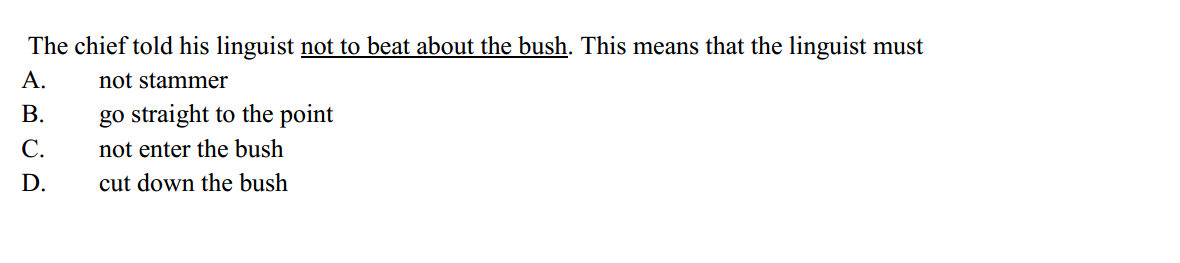 The chief told his linguist not to beat about the bush. This means that the linguist must
A. not stammer
B. go straight to the point
C. not enter the bush
D. cut down the bush